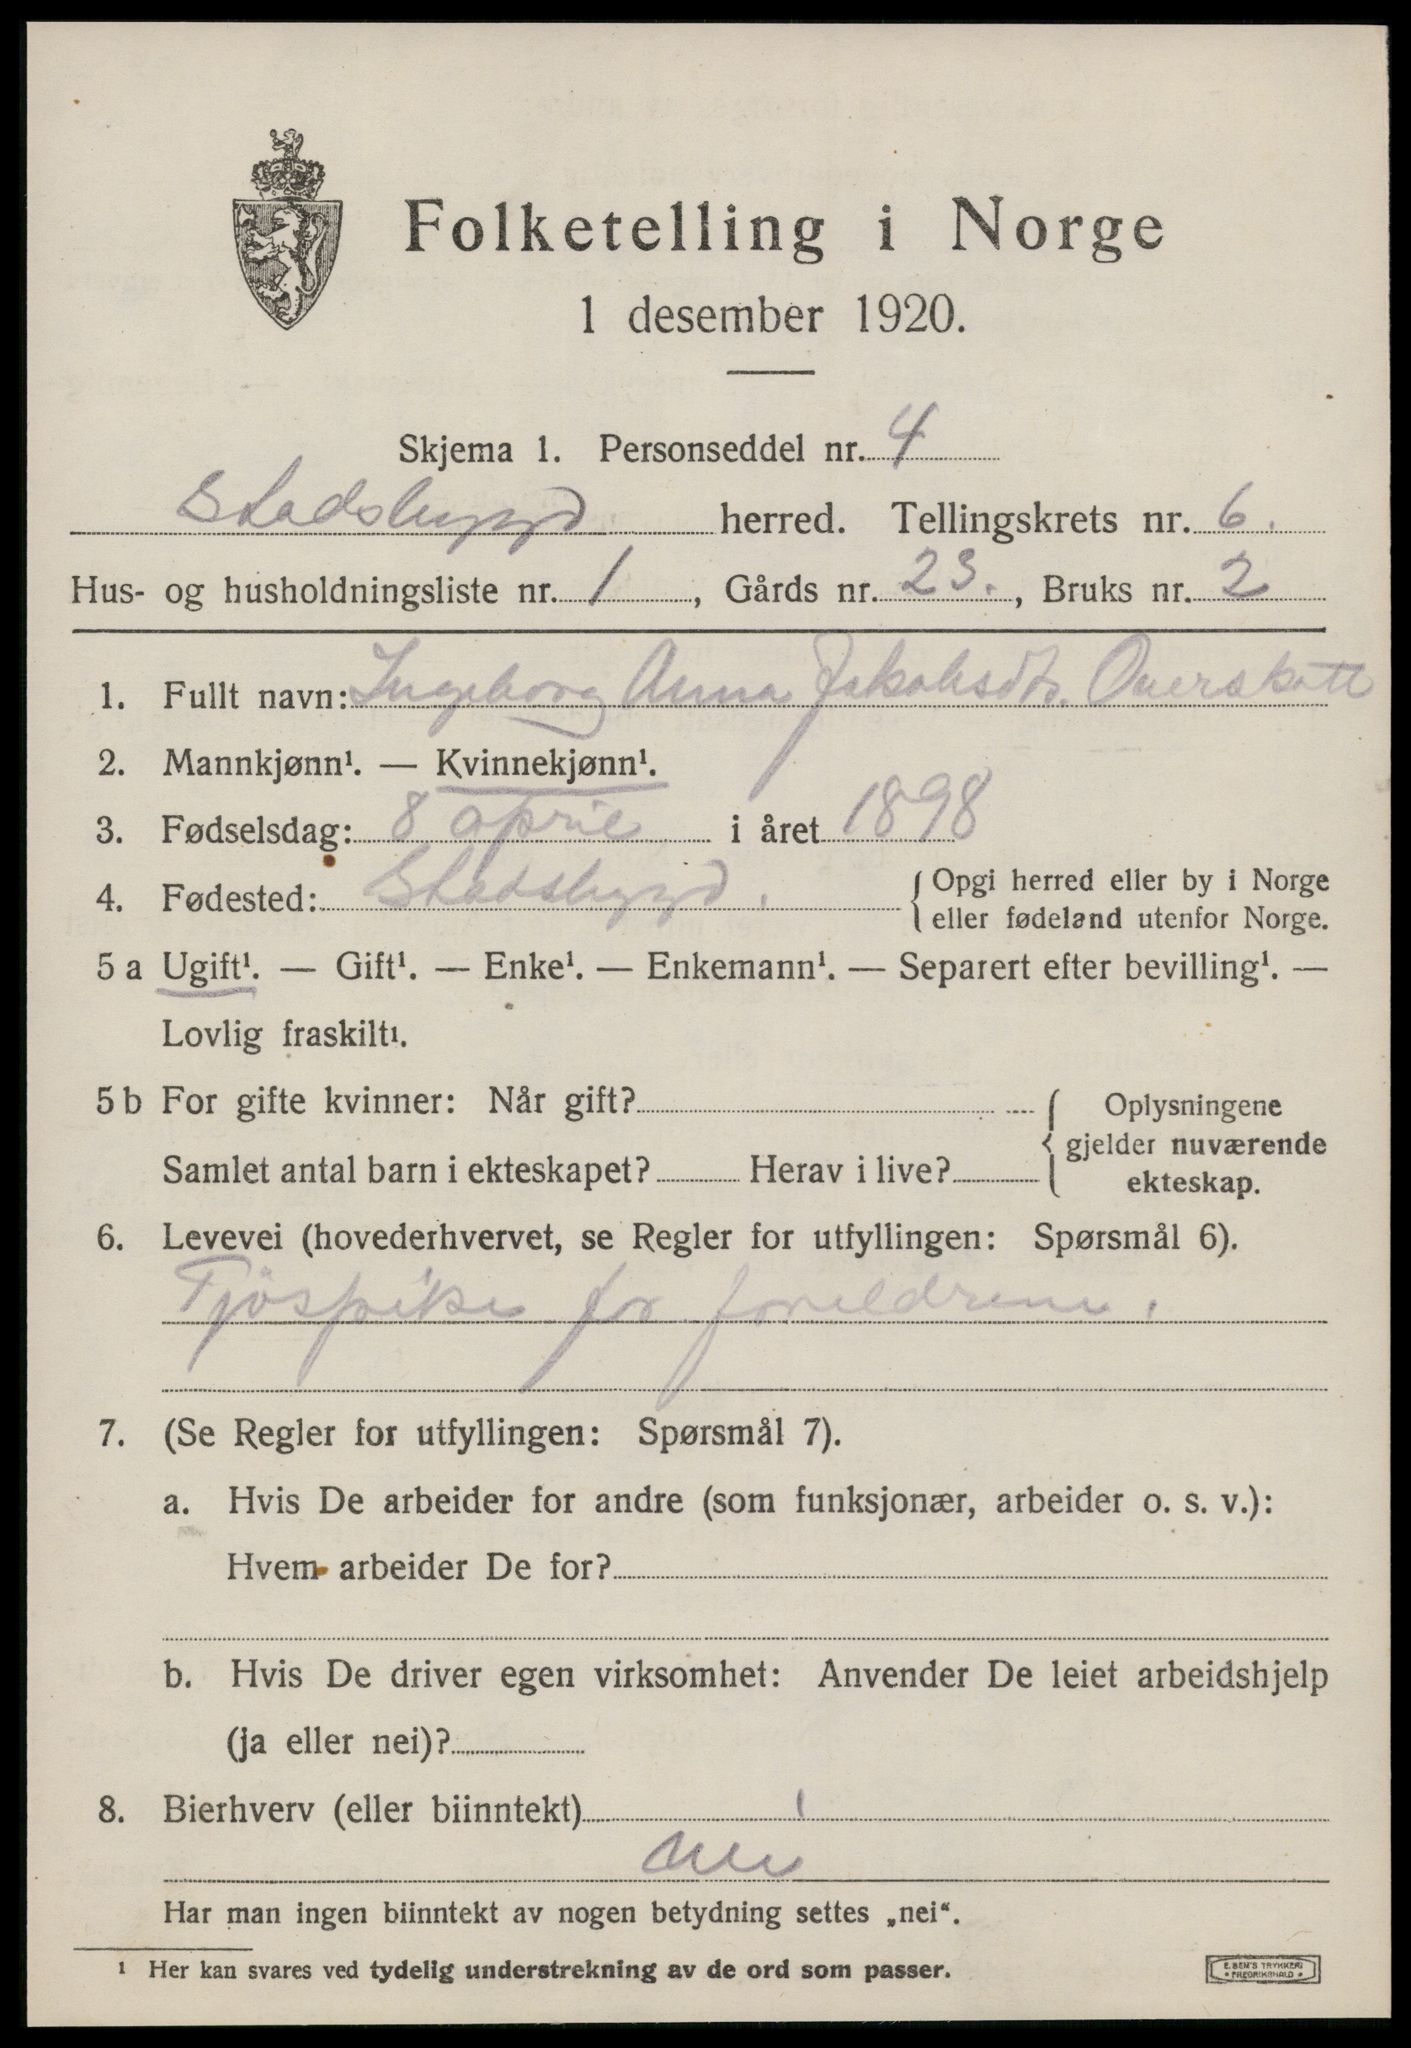 Folketelling i Norge
1 desember 1920.
Skjema 1. Personseddel nr. 4
Stadsbygd herred. Tellingskrets nr. 6.
Hus- og husholdningsliste nr. 1, Gårds nr. 23., Bruks nr. 2
1. Fullt navn: Ingeborg Anna Jakobsdtr. Overskott
2. Mannkjønn¹. — Kvinnekjønn¹.
3. Fødselsdag: 8 april i året 1898
4. Fødested: Stadsbygd. { Opgi herred eller by i Norge
eller fødeland utenfor Norge.
5 a Ugift¹. — Gift¹. — Enke¹. — Enkemann¹. — Separert efter bevilling¹. —
Lovlig fraskilt¹.
5 b For gifte kvinner: Når gift? { Oplysningene
gjelder nuværende
Samlet antal barn i ekteskapet? Herav i live? ekteskap.
6. Levevei (hovederhvervet, se Regler for utfyllingen: Spørsmål 6).
Tjöspike for foreldrene.
7. (Se Regler for utfyllingen: Spørsmål 7).
a. Hvis De arbeider for andre (som funksjonær, arbeider o. s. v.):
Hvem arbeider De for?
b. Hvis De driver egen virksomhet: Anvender De leiet arbeidshjelp
(ja eller nei)?
8. Bierhverv (eller biinntekt)
nei
Har man ingen biinntekt av nogen betydning settes „nei“.
¹ Her kan svares ved tydelig understrekning av de ord som passer.
E. SEM'S TRYKKERI
• FREDRIKSHALD •